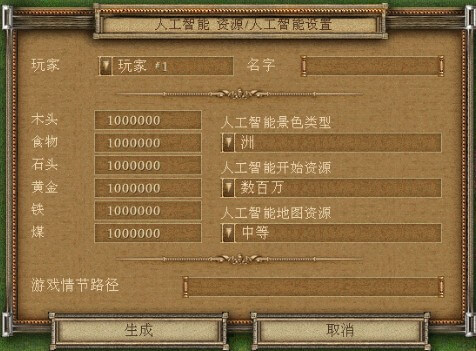 人工智能 资源/人工智能设置
玩家 玩家 #1 名字
木头 1000000
食物 1000000
石头 1000000
黄金 1000000
铁 1000000
煤 1000000
人工智能景色类型
洲
人工智能开始资源
数百万
人工智能地图资源
中等
游戏情节路径
生成 取消